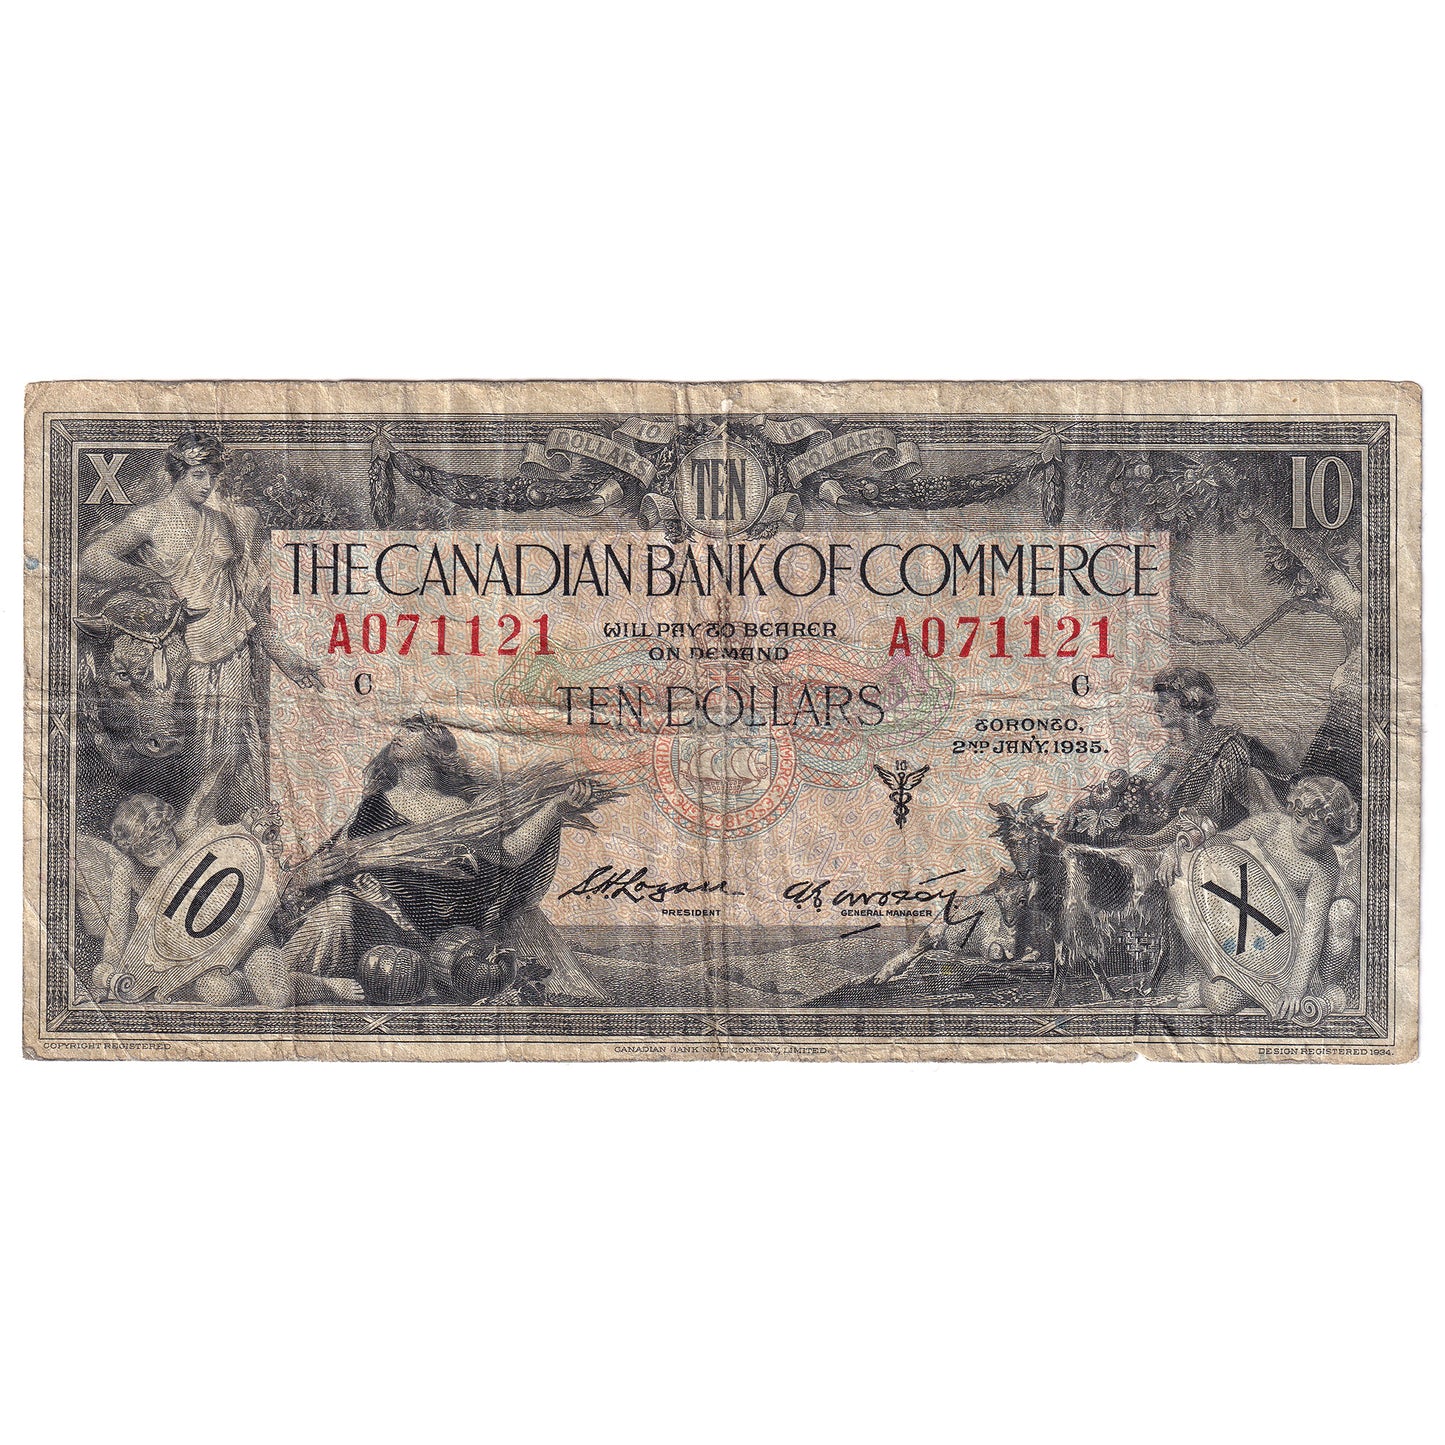 DOLLARS 10 TEN 10 DOLLARS
X 10
THE CANADIAN BANK OF COMMERCE
A071121 WILL PAY TO BEARER A071121
ON DEMAND
C TEN DOLLARS C
TORONTO,
2ND JAN'Y, 1935.
10
10 X
S.H. Logan
PRESIDENT GENERAL MANAGER
COPYRIGHT REGISTERED CANADIAN BANK NOTE COMPANY, LIMITED. DESIGN REGISTERED 1934.